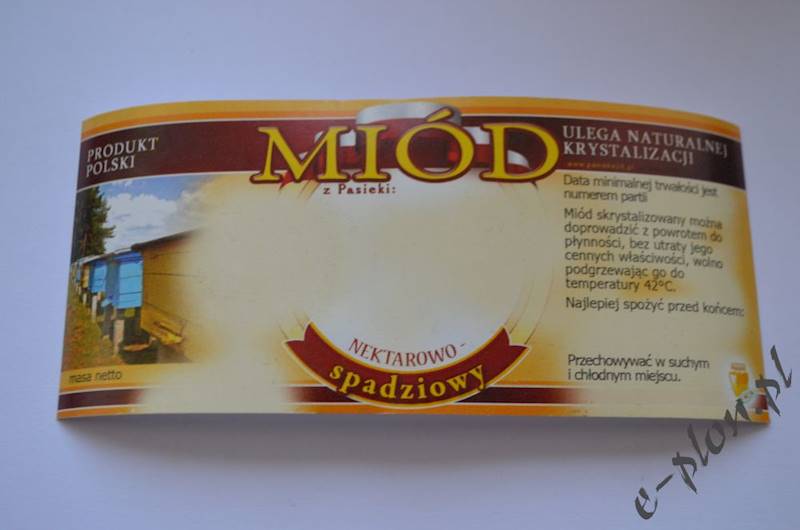 PRODUKT
POLSKI
MIÓD
z Pasieki:
ULEGA NATURALNEJ
KRYSTALIZACJI
Data minimalnej trwałości jest
numerem partii
Miód skrystalizowany można
doprowadzić z powrotem do
płynności, bez utraty jego
cennych właściwości, wolno
podgrzewając go do
temperatury 42°C.
Najlepiej spożyć przed końcem:
Przechowywać w suchym
i chłodnym miejscu.
masa netto
NEKTAROWO -
spadziowy
e-plon.pl